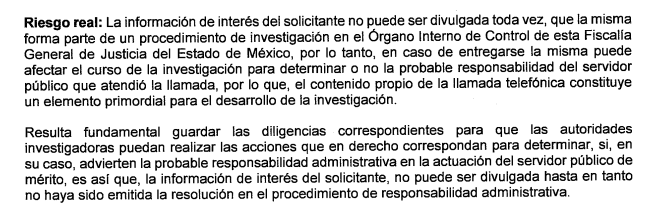 Riesgo real: La información de interés del solicitante no puede ser divulgada toda vez, que la misma
forma parte de un procedimiento de investigación en el Órgano Interno de Control de esta Fiscalía
General de Justicia del Estado de México, por lo tanto, en caso de entregarse la misma puede
afectar el curso de la investigación para determinar o no la probable responsabilidad del servidor
público que atendió la llamada, por lo que, el contenido propio de la llamada telefónica constituye
un elemento primordial para el desarrollo de la investigación.
Resulta fundamental guardar las diligencias correspondientes para que las autoridades
investigadoras puedan realizar las acciones que en derecho correspondan para determinar, si, en
su caso, advierten la probable responsabilidad administrativa en la actuación del servidor público de
mérito, es así que, la información de interés del solicitante, no puede ser divulgada hasta en tanto
no haya sido emitida la resolución en el procedimiento de responsabilidad administrativa.